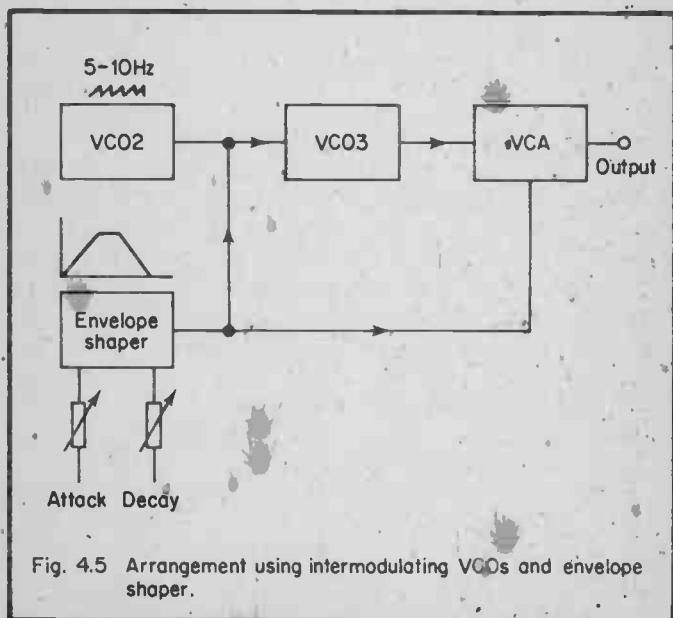 5-10Hz
VCO2
VCO3
VCA
Output
Envelope
shaper
Attack Decay
Fig. 4.5 Arrangement using intermodulating VCOs and envelope
shaper.